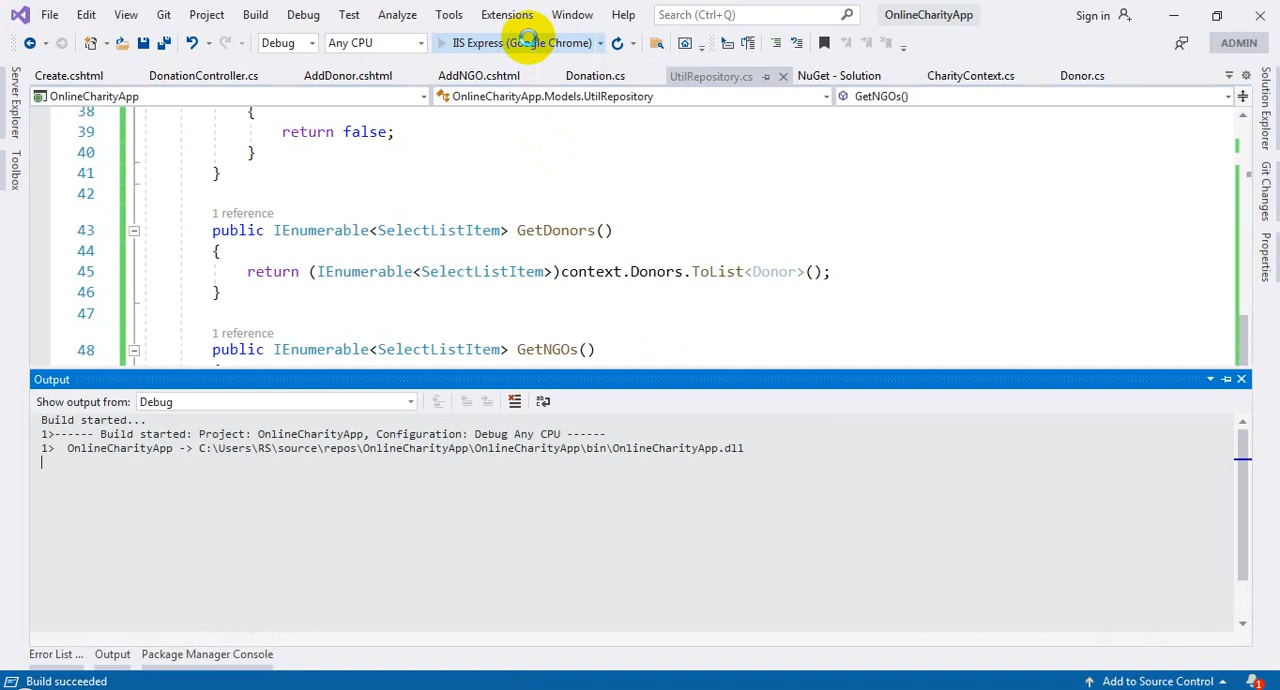 File Edit View Git Project Build Debug Test Analyze Tools Extensions Window Help Search (Ctrl+Q) OnlineCharityApp Sign in
Debug Any CPU IIS Express (Google Chrome) ADMIN
Create.cshtml DonationController.cs AddDonor.cshtml AddNGO.cshtml Donation.cs UtilRepository.cs NuGet - Solution CharityContext.cs Donor.cs
OnlineCharityApp OnlineCharityApp.Models.UtilRepository GetNGOs()
Server Explorer
Toolbox
Solution Explorer
Git Changes
Properties
38 {
39 return false;
40 }
41 }
42
1 reference
43 public IEnumerable<SelectListItem> GetDonors()
44 {
45 return (IEnumerable<SelectListItem>)context.Donors.ToList<Donor>();
46 }
47
1 reference
48 public IEnumerable<SelectListItem> GetNGOs()
Output
Show output from: Debug
Build started...
1>------ Build started: Project: OnlineCharityApp, Configuration: Debug Any CPU ------
1> OnlineCharityApp -> C:\Users\RS\source\repos\OnlineCharityApp\OnlineCharityApp\bin\OnlineCharityApp.dll
Error List ... Output Package Manager Console
Build succeeded Add to Source Control 1